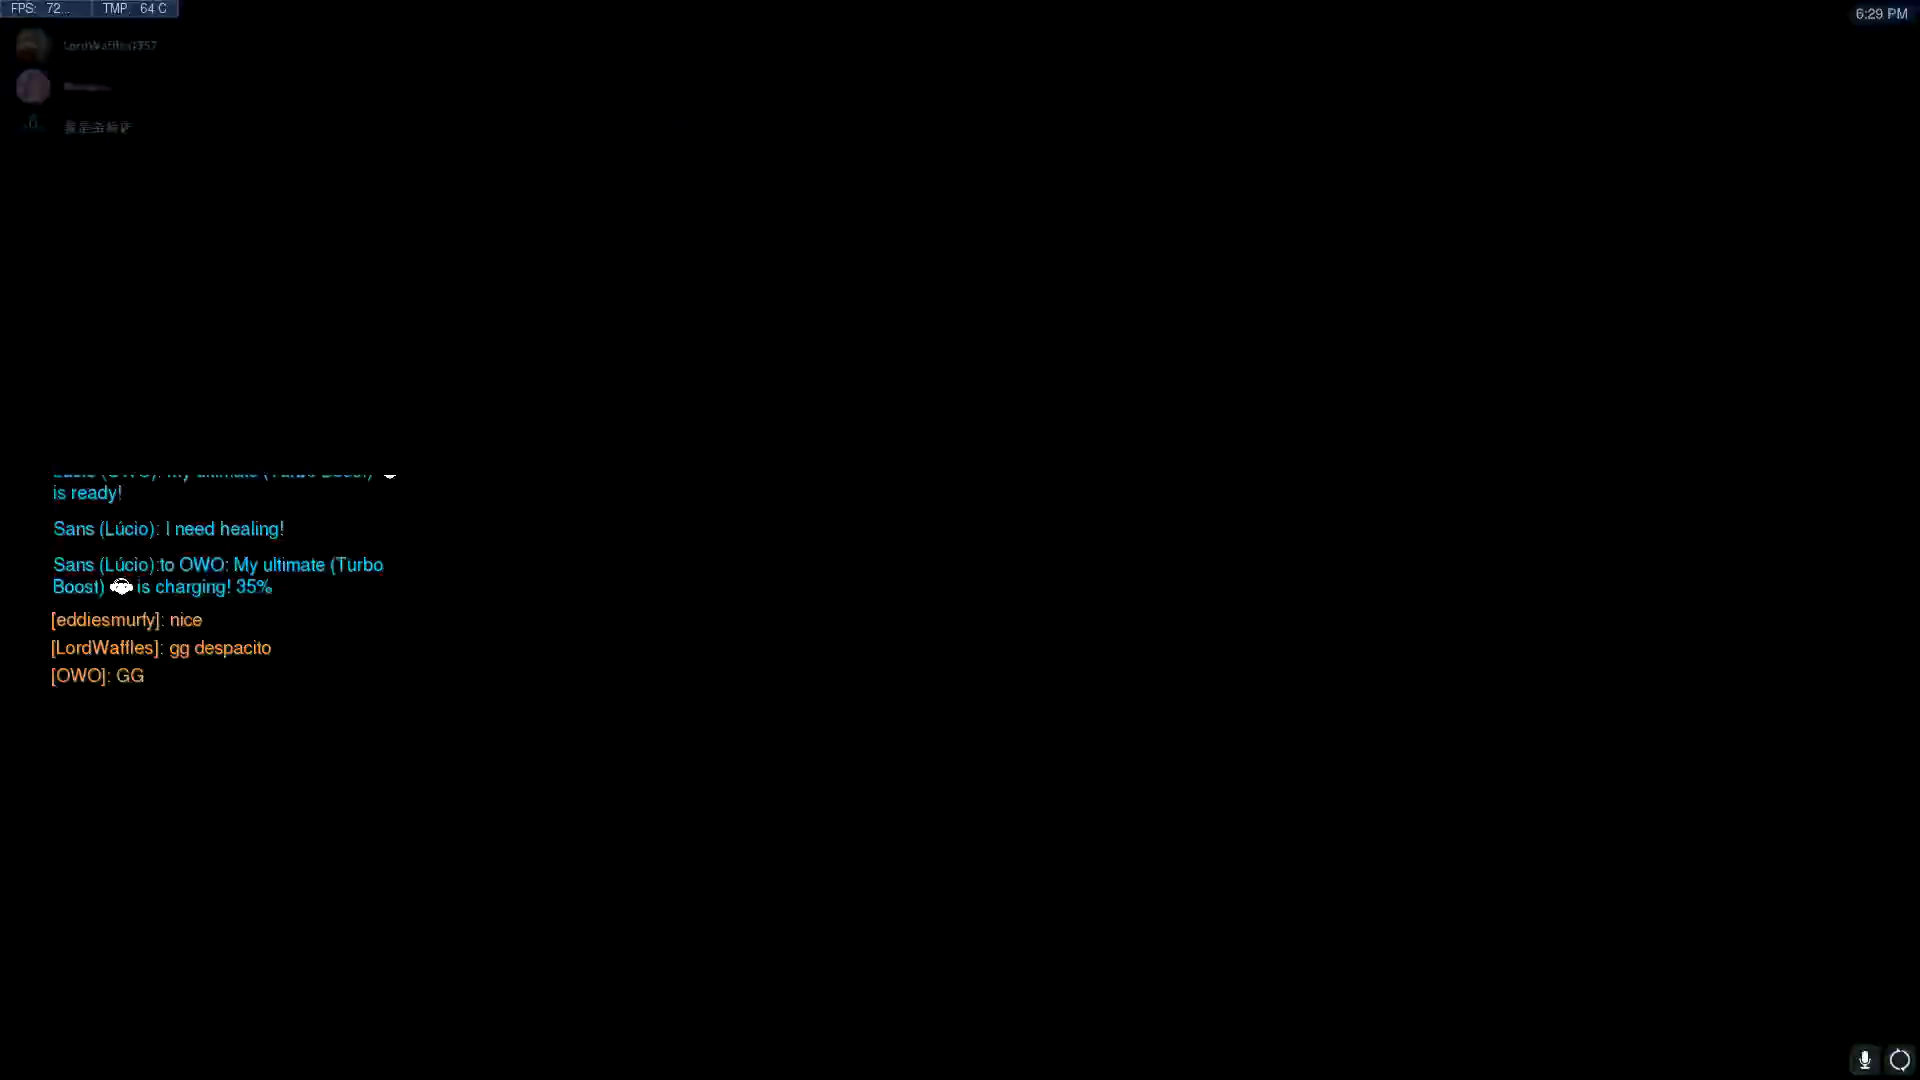 FPS: 72...
TMP. 64 C
6:29 PM
is ready!
Sans (Lúcio): I need healing!
Sans (Lúcio):to OWO: My ultimate (Turbo
Boost) is charging! 35%
[eddiesmurfy]: nice
[LordWaffles]: gg despacito
[OWO]: GG